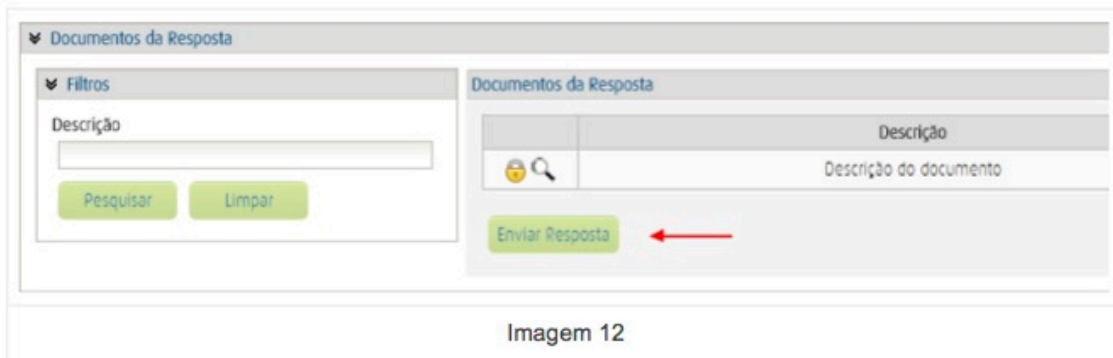 Documentos da Resposta
Filtros
Descrição
Pesquisar Limpar
Documentos da Resposta
Descrição
Descrição do documento
Enviar Resposta
Imagem 12